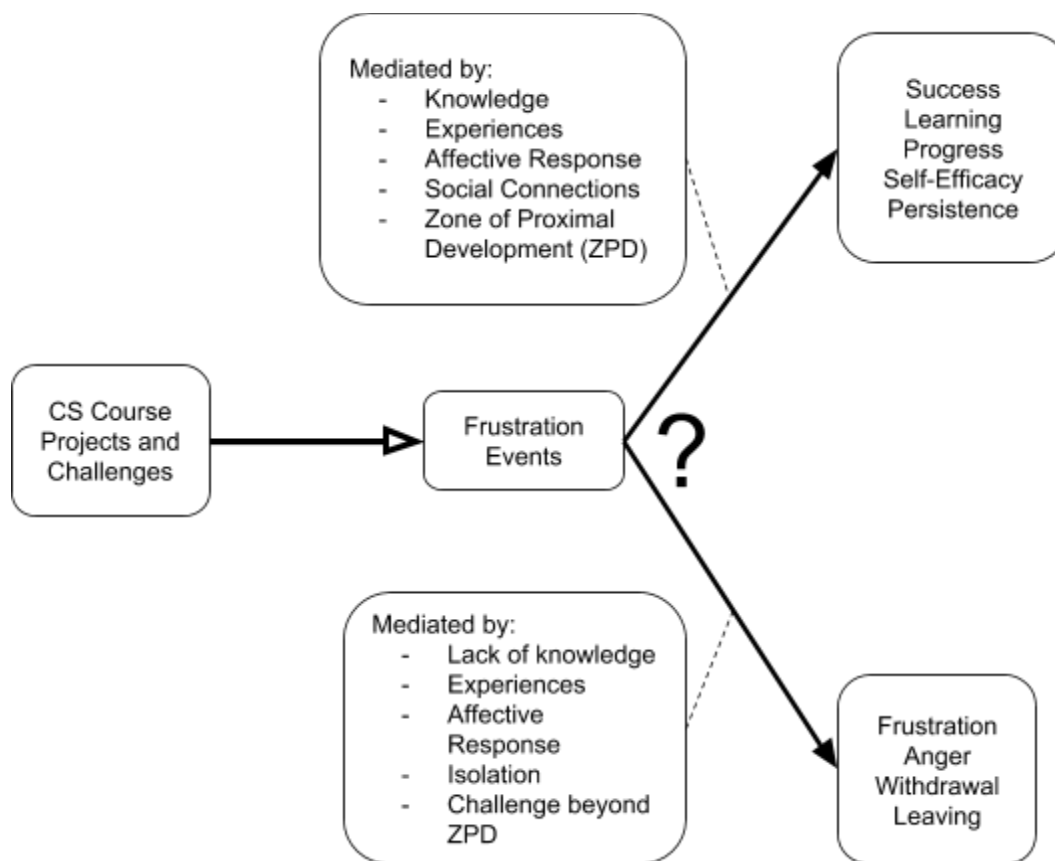 Mediated by:
- Knowledge
- Experiences
- Affective Response
- Social Connections
- Zone of Proximal
Development (ZPD)
Success
Learning
Progress
Self-Efficacy
Persistence
CS Course
Projects and
Challenges
Frustration
Events
?
Mediated by:
- Lack of knowledge
- Experiences
- Affective
Response
- Isolation
- Challenge beyond
ZPD
Frustration
Anger
Withdrawal
Leaving